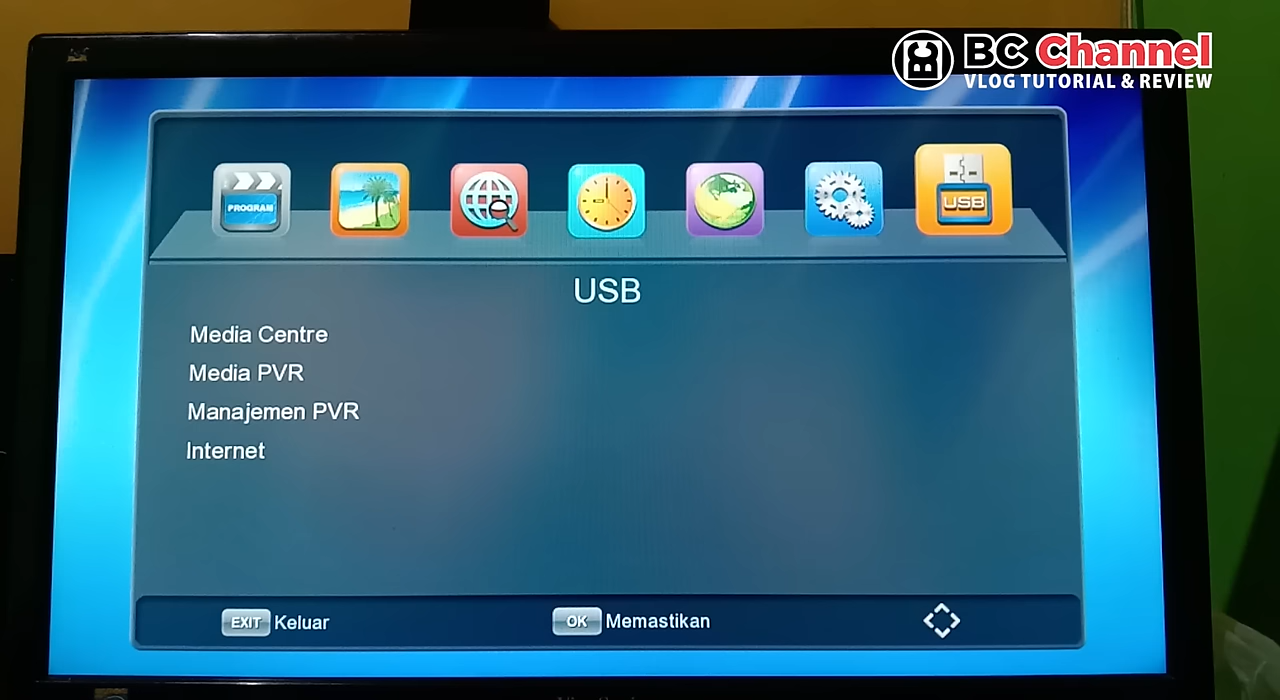 BC Channel
VLOG TUTORIAL & REVIEW
PROGRAM
USB
USB
Media Centre
Media PVR
Manajemen PVR
Internet
EXIT Keluar
OK Memastikan